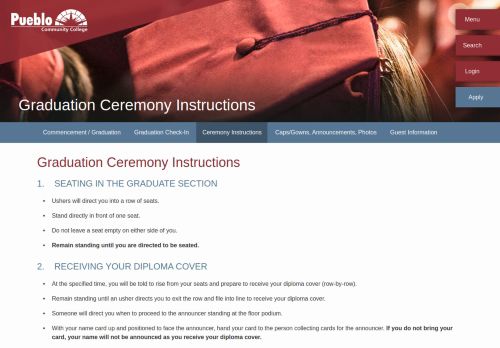 Pueblo
Community College
Menu
Search
Login
Apply
Graduation Ceremony Instructions
Commencement / Graduation
Graduation Check-In
Ceremony Instructions
Caps/Gowns, Announcements, Photos
Guest Information
Graduation Ceremony Instructions
1. SEATING IN THE GRADUATE SECTION
• Ushers will direct you into a row of seats.
• Stand directly in front of one seat.
• Do not leave a seat empty on either side of you.
• Remain standing until you are directed to be seated.
2. RECEIVING YOUR DIPLOMA COVER
• At the specified time, you will be told to rise from your seats and prepare to receive your diploma cover (row-by-row).
• Remain standing until an usher directs you to exit the row and file into line to receive your diploma cover.
• Someone will direct you when to proceed to the announcer standing at the floor podium.
• With your name card up and positioned to face the announcer, hand your card to the person collecting cards for the announcer. If you do not bring your
card, your name will not be announced as you receive your diploma cover.